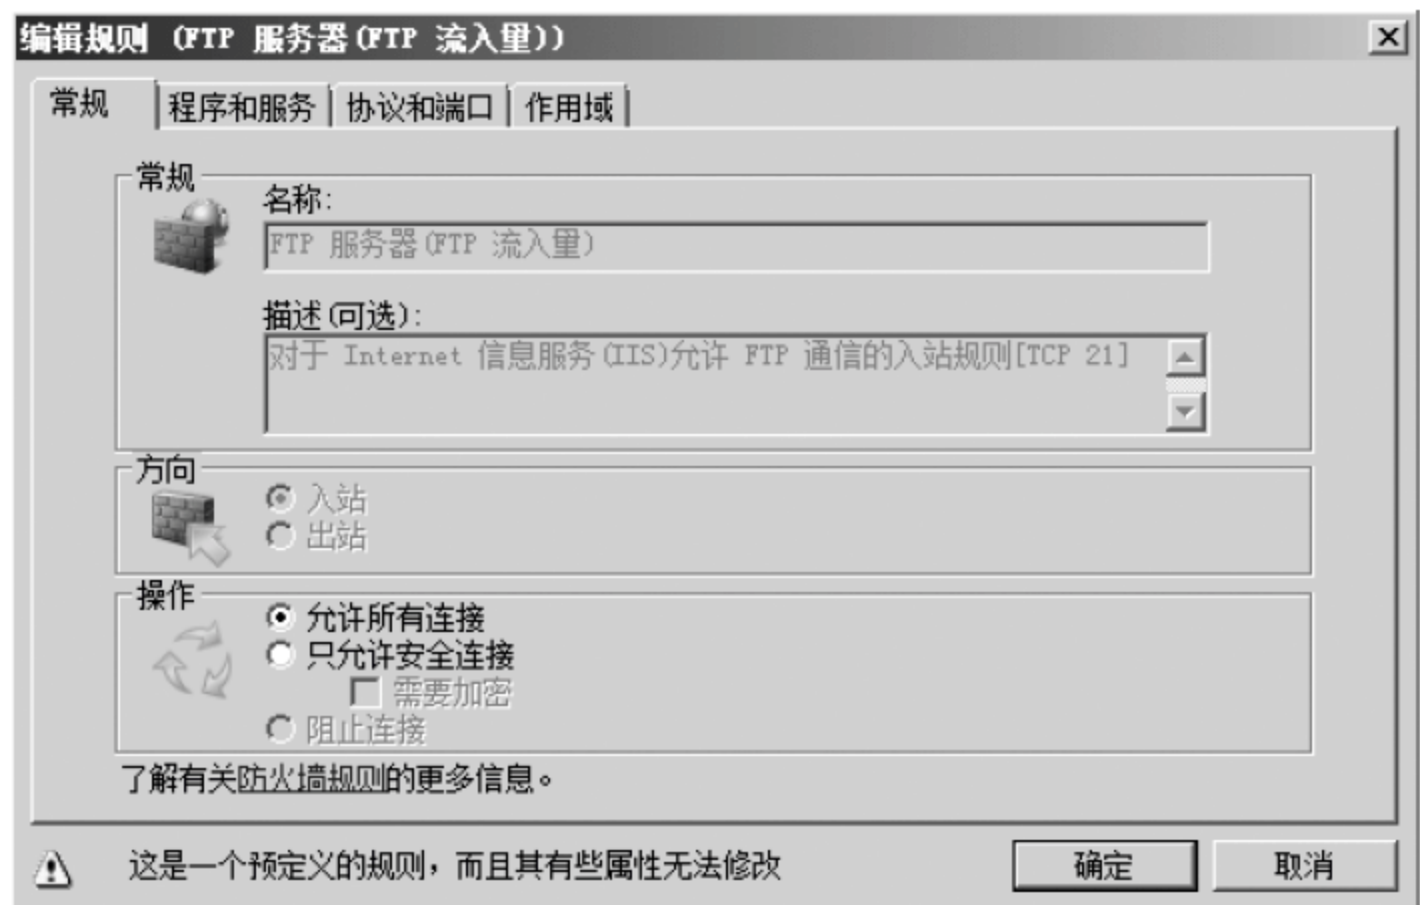 编辑规则 (FTP 服务器(FTP 流入量))
常规 程序和服务 协议和端口 作用域
常规
名称:
FTP 服务器(FTP 流入量)
描述(可选):
对于 Internet 信息服务(IIS)允许 FTP 通信的入站规则[TCP 21]
方向
入站
出站
操作
允许所有连接
只允许安全连接
需要加密
阻止连接
了解有关防火墙规则的更多信息。
这是一个预定义的规则，而且其有些属性无法修改 确定 取消